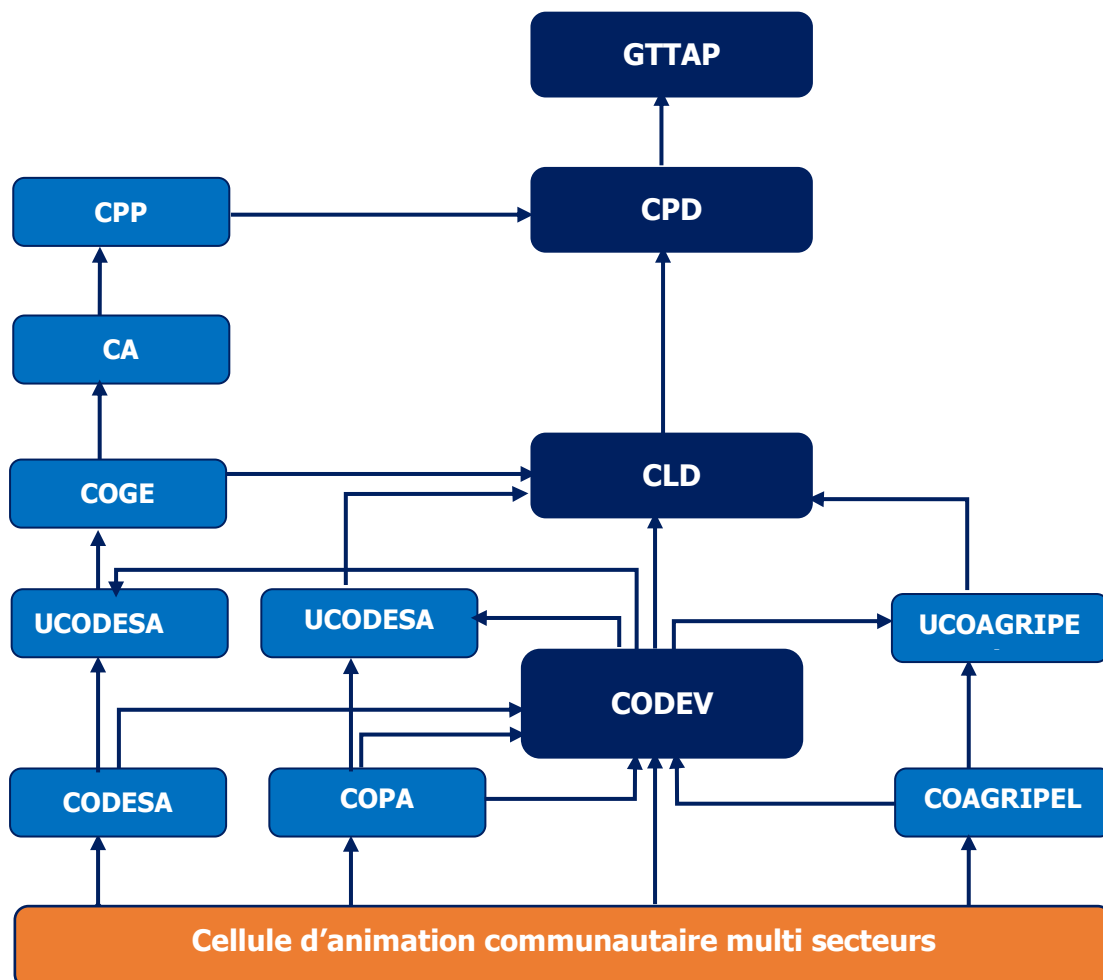 GTTAP
CPP
CPD
CA
COGE
CLD
UCODESA
UCODESA
UCOAGRIPE
CODEV
CODESA
COPA
COAGRIPEL
Cellule d’animation communautaire multi secteurs